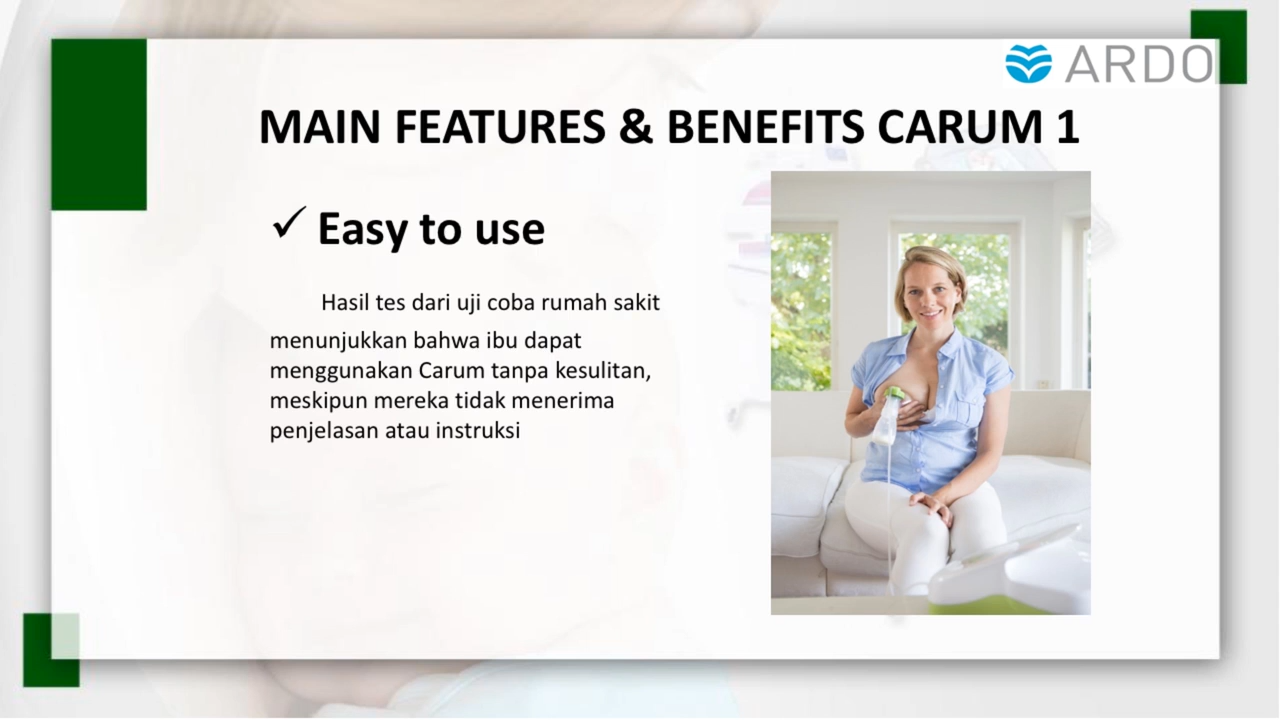 ARDO
MAIN FEATURES & BENEFITS CARUM 1
✓ Easy to use
Hasil tes dari uji coba rumah sakit
menunjukkan bahwa ibu dapat
menggunakan Carum tanpa kesulitan,
meskipun mereka tidak menerima
penjelasan atau instruksi